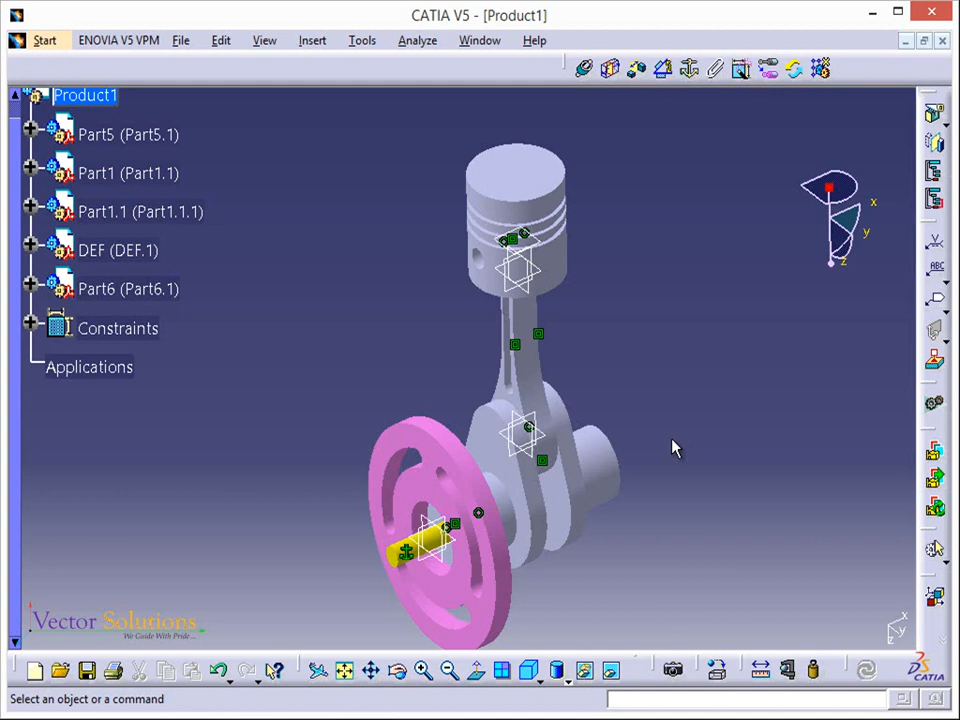 CATIA V5 - [Product1]
Start ENOVIA V5 VPM File Edit View Insert Tools Analyze Window Help
Product1
Part5 (Part5.1)
Part1 (Part1.1)
Part1.1 (Part1.1.1)
DEF (DEF.1)
Part6 (Part6.1)
Constraints
Applications
x
y
z
ABC
Vector Solutions
We Guide With Pride...
x
y
z
CATIA
Select an object or a command